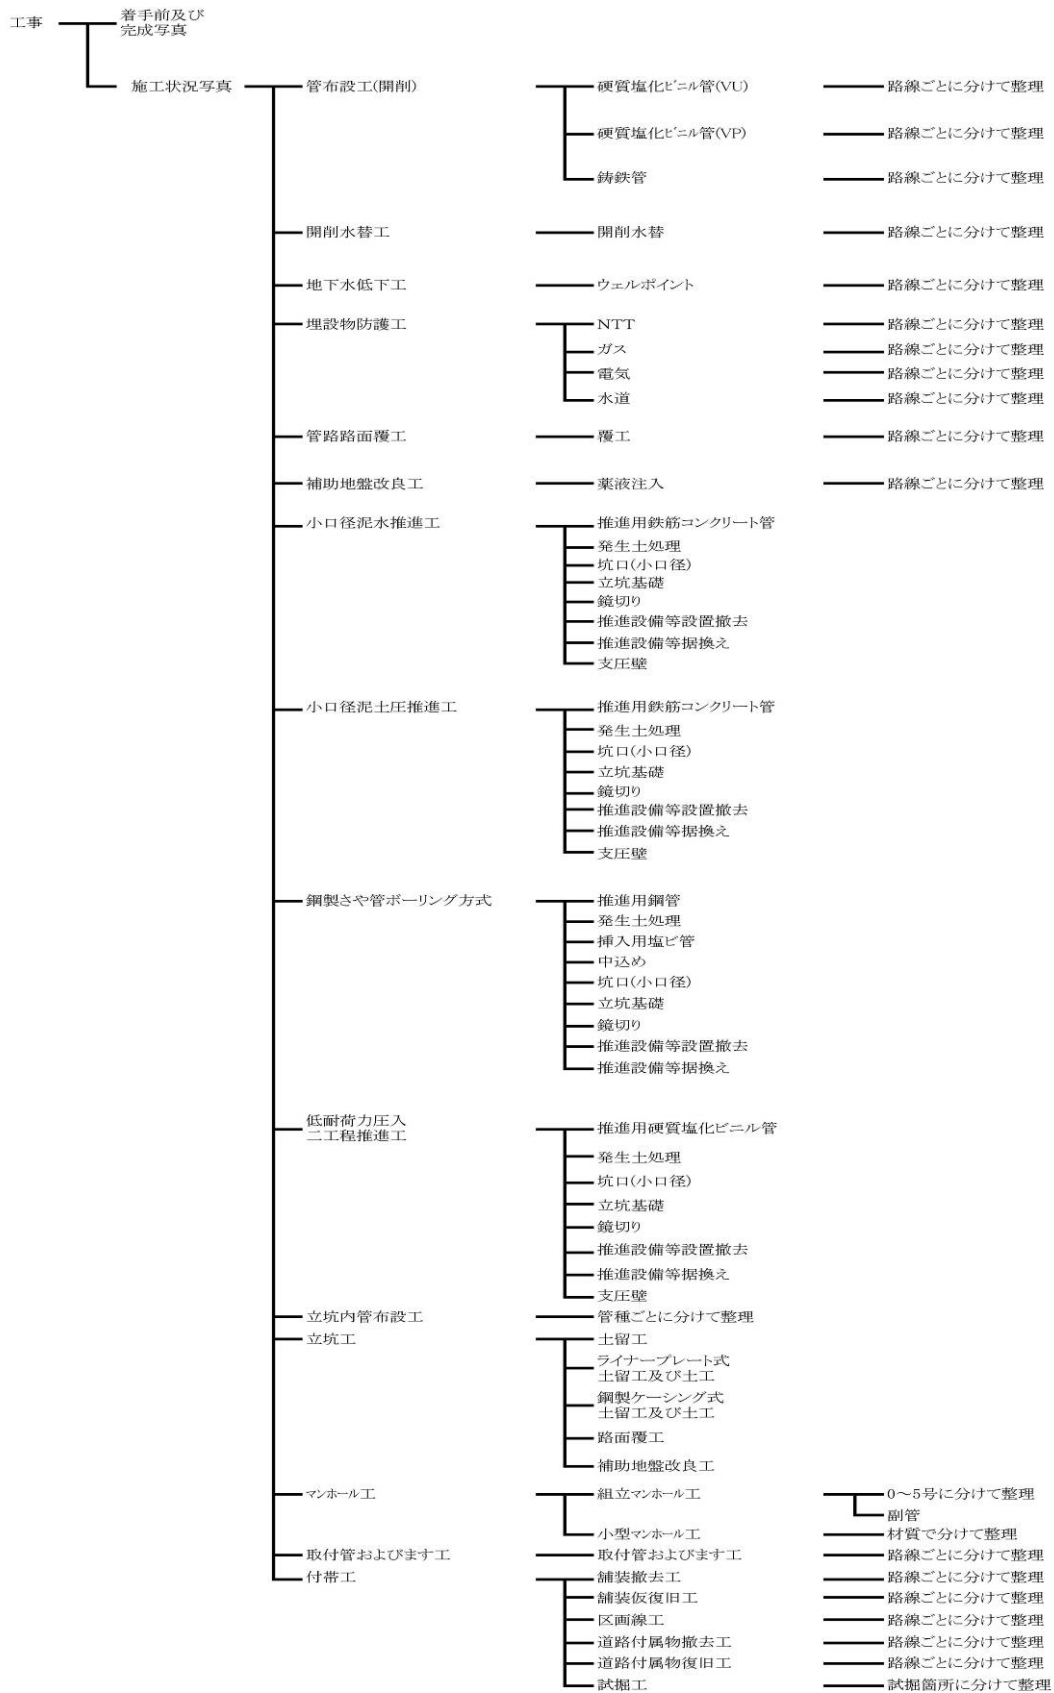 工事
着手前及び
完成写真
施工状況写真
管布設工(開削)
硬質塩化ビニル管(VU)
路線ごとに分けて整理
硬質塩化ビニル管(VP)
路線ごとに分けて整理
鋳鉄管
路線ごとに分けて整理
開削水替工
開削水替
路線ごとに分けて整理
地下水低下工
ウェルポイント
路線ごとに分けて整理
埋設物防護工
NTT
路線ごとに分けて整理
ガス
路線ごとに分けて整理
電気
路線ごとに分けて整理
水道
路線ごとに分けて整理
管路路面覆工
覆工
路線ごとに分けて整理
補助地盤改良工
薬液注入
路線ごとに分けて整理
小口径泥水推進工
推進用鉄筋コンクリート管
発生土処理
坑口(小口径)
立坑基礎
鏡切り
推進設備等設置撤去
推進設備等据換え
支圧壁
小口径泥土圧推進工
推進用鉄筋コンクリート管
発生土処理
坑口(小口径)
立坑基礎
鏡切り
推進設備等設置撤去
推進設備等据換え
支圧壁
鋼製さや管ボーリング方式
推進用鋼管
発生土処理
挿入用塩ビ管
中込め
坑口(小口径)
立坑基礎
鏡切り
推進設備等設置撤去
推進設備等据換え
低耐荷力圧入
二工程推進工
推進用硬質塩化ビニル管
発生土処理
坑口(小口径)
立坑基礎
鏡切り
推進設備等設置撤去
推進設備等据換え
支圧壁
立坑内管布設工
管種ごとに分けて整理
立坑工
土留工
ライナープレート式
土留工及び土工
鋼製ケーシング式
土留工及び土工
路面覆工
補助地盤改良工
マンホール工
組立マンホール工
0～5号に分けて整理
副管
小型マンホール工
材質で分けて整理
取付管およびます工
取付管およびます工
路線ごとに分けて整理
付帯工
舗装撤去工
路線ごとに分けて整理
舗装仮復旧工
路線ごとに分けて整理
区画線工
路線ごとに分けて整理
道路付属物撤去工
路線ごとに分けて整理
道路付属物復旧工
路線ごとに分けて整理
試掘工
試掘箇所に分けて整理